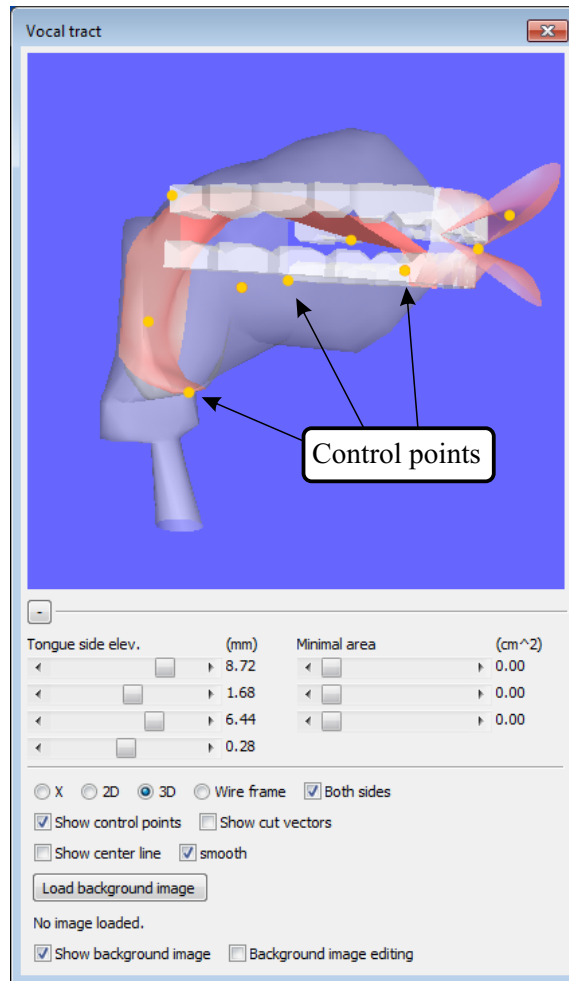 Vocal tract
Control points
-
Tongue side elev. (mm) Minimal area (cm^2)
8.72 0.00
1.68 0.00
6.44 0.00
0.28
X 2D 3D Wire frame Both sides
Show control points Show cut vectors
Show center line smooth
Load background image
No image loaded.
Show background image Background image editing